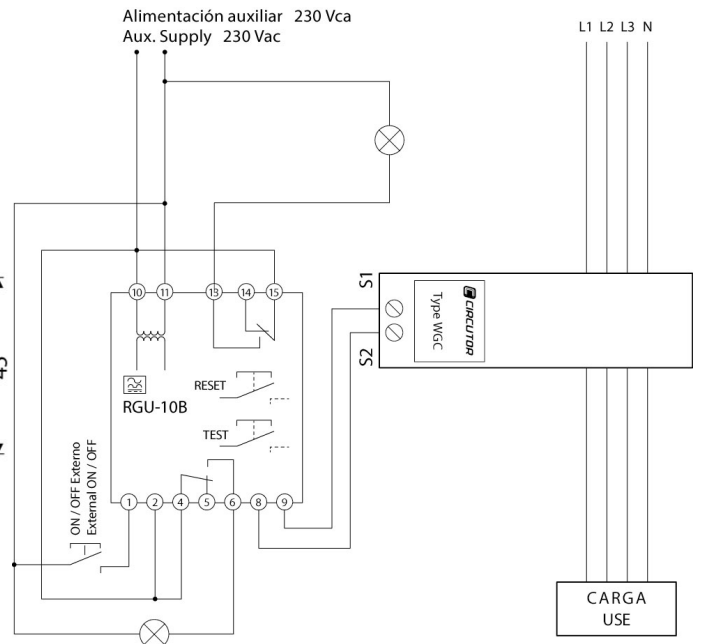 Alimentación auxiliar 230 Vca
Aux. Supply 230 Vac
L1 L2 L3 N
10 11 13 14 15
S1
S2
Type WGC
CIRCUTOR
45
RGU-10B
RESET
TEST
ON / OFF Externo
External ON / OFF
1 2 4 5 6 8 9
CARGA
USE